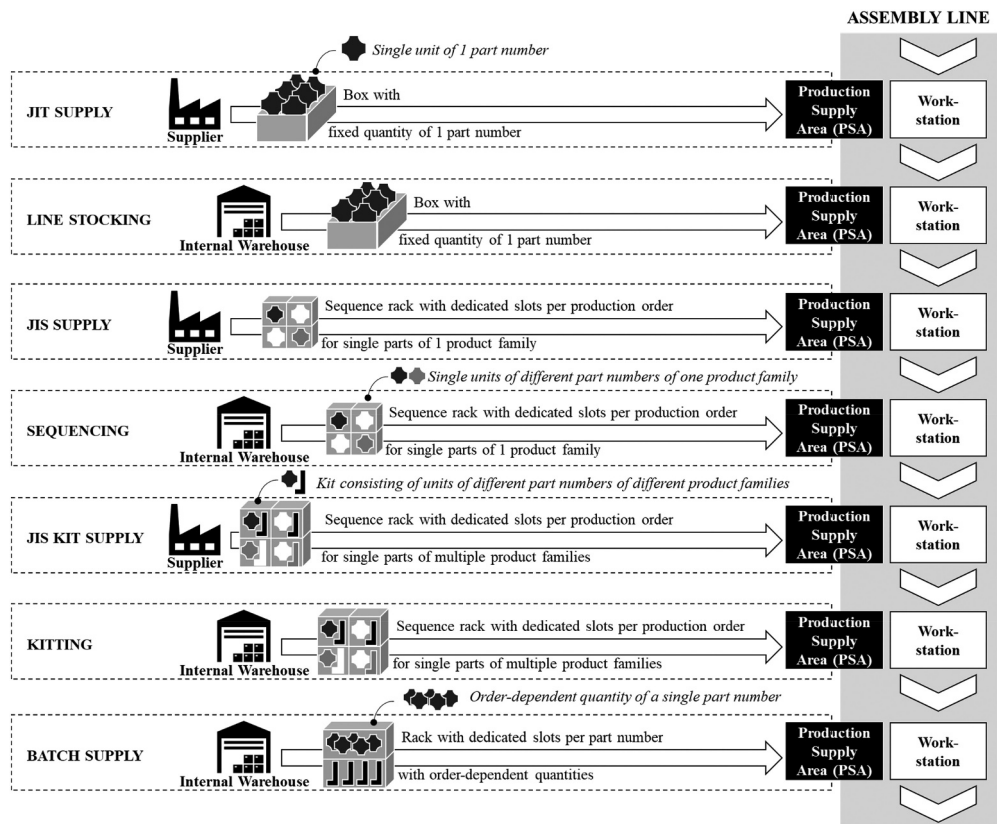 ASSEMBLY LINE
Single unit of 1 part number
JIT SUPPLY
Supplier
Box with
fixed quantity of 1 part number
Production
Supply
Area (PSA)
Work-
station
LINE STOCKING
Internal Warehouse
Box with
fixed quantity of 1 part number
Production
Supply
Area (PSA)
Work-
station
JIS SUPPLY
Supplier
Sequence rack with dedicated slots per production order
for single parts of 1 product family
Production
Supply
Area (PSA)
Work-
station
Single units of different part numbers of one product family
SEQUENCING
Internal Warehouse
Sequence rack with dedicated slots per production order
for single parts of 1 product family
Production
Supply
Area (PSA)
Work-
station
Kit consisting of units of different part numbers of different product families
JIS KIT SUPPLY
Supplier
Sequence rack with dedicated slots per production order
for single parts of multiple product families
Production
Supply
Area (PSA)
Work-
station
KITTING
Internal Warehouse
Sequence rack with dedicated slots per production order
for single parts of multiple product families
Production
Supply
Area (PSA)
Work-
station
Order-dependent quantity of a single part number
BATCH SUPPLY
Internal Warehouse
Rack with dedicated slots per part number
with order-dependent quantities
Production
Supply
Area (PSA)
Work-
station